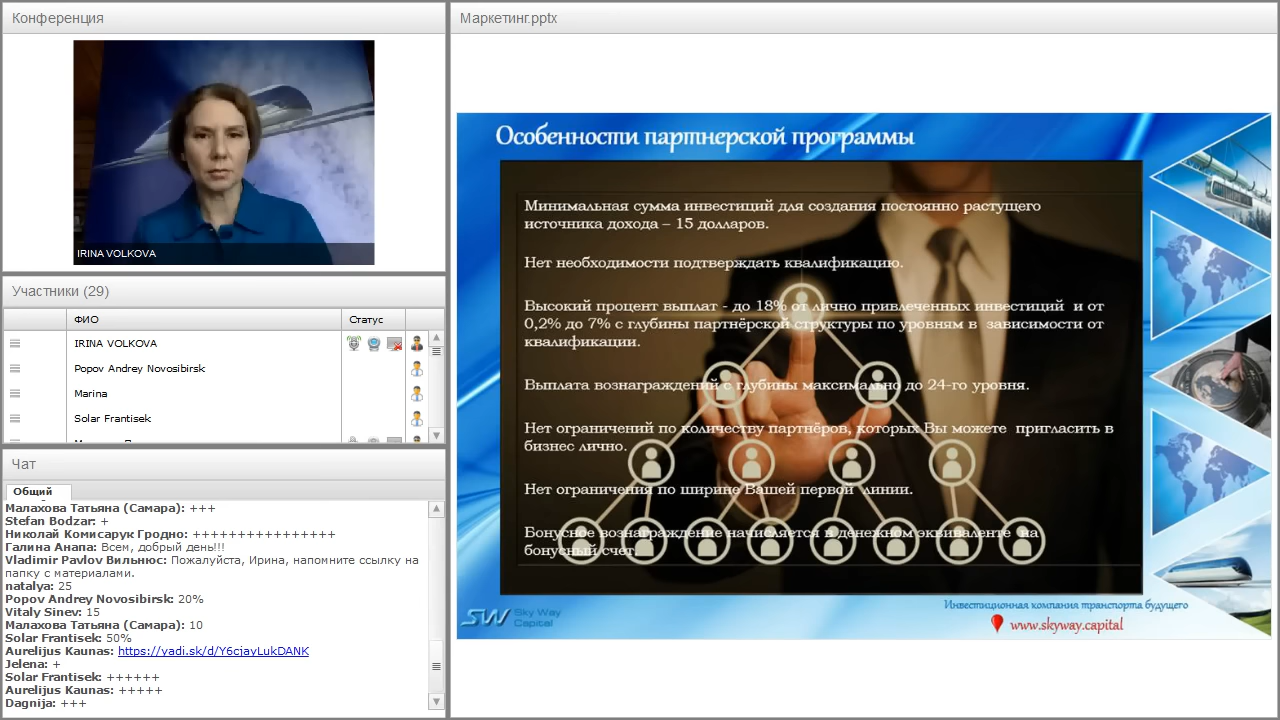 Конференция
IRINA VOLKOVA
Участники (29)
ФИО
Статус
IRINA VOLKOVA
Popov Andrey Novosibirsk
Marina
Solar Frantisek
Чат
Общий
Малахова Татьяна (Самара): +++
Stefan Bodzar: +
Николай Комисарук Гродно: ++++++++++++++++
Галина Анапа: Всем, добрый день!!!
Vladimir Pavlov Вильнюс: Пожалуйста, Ирина, напомните ссылку на
папку с материалами.
natalya: 25
Popov Andrey Novosibirsk: 20%
Vitaly Sinev: 15
Малахова Татьяна (Самара): 10
Solar Frantisek: 50%
Aurelijus Kaunas: https://yadi.sk/d/Y6cjayLukDANK
Jelena: +
Solar Frantisek: ++++++
Aurelijus Kaunas: +++++
Dagnija: +++
Маркетинг.pptx
Особенности партнерской программы
Минимальная сумма инвестиций для создания постоянно растущего
источника дохода – 15 долларов.
Нет необходимости подтверждать квалификацию.
Высокий процент выплат - до 18% от лично привлеченных инвестиций и от
0,2% до 7% с глубины партнёрской структуры по уровням в зависимости от
квалификации.
Выплата вознаграждений с глубины максимально до 24-го уровня.
Нет ограничений по количеству партнёров, которых Вы можете пригласить в
бизнес лично.
Нет ограничения по ширине Вашей первой линии.
Бонусное вознаграждение начисляется в денежном эквиваленте на
бонусный счет.
SW Sky Way
Capital
Инвестиционная компания транспорта будущего
www.skyway.capital